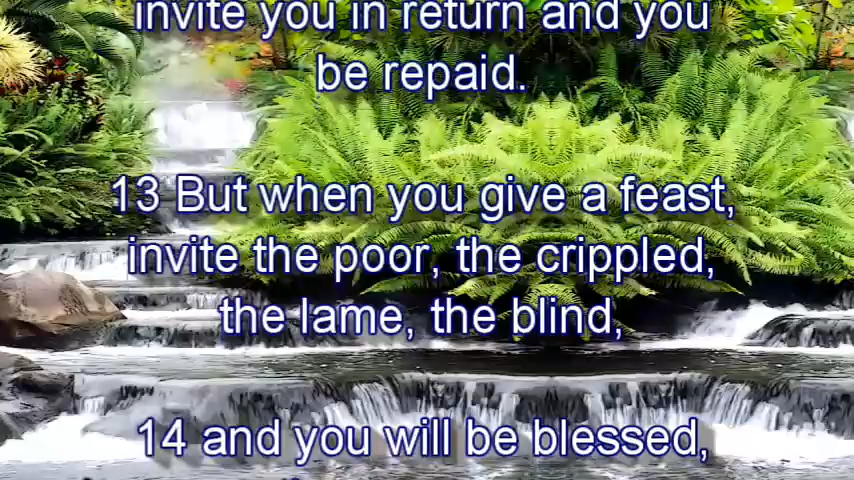 invite you in return and you
be repaid.
13 But when you give a feast,
invite the poor, the crippled,
the lame, the blind,
14 and you will be blessed,